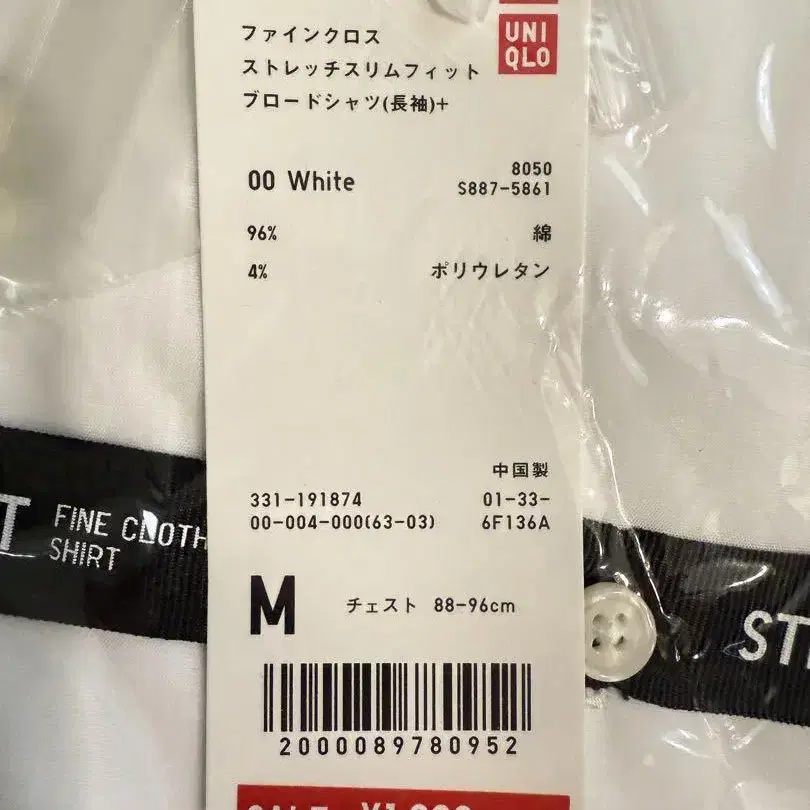 UNI
QLO
ファインクロス
ストレッチスリムフィット
ブロードシャツ(長袖)+
00 White
8050
S887-5861
96% 綿
4% ポリウレタン
中国製
331-191874 01-33-
00-004-000(63-03) 6F136A
M チェスト 88-96cm
2000089780952
FINE CLOTH
SHIRT